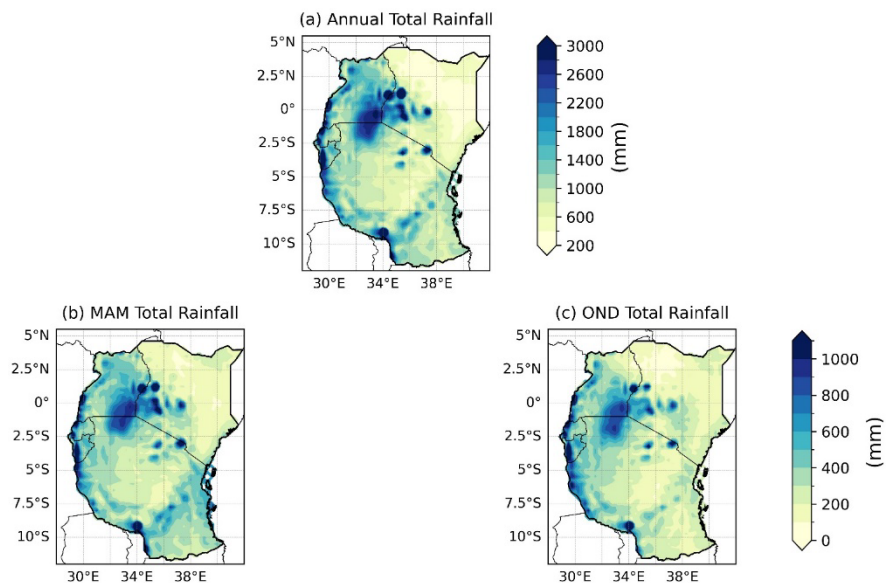 (a) Annual Total Rainfall
5°N
2.5°N
0°
2.5°S
5°S
7.5°S
10°S
30°E 34°E 38°E
3000
2600
2200
1800
1400
1000
600
200
(mm)
(b) MAM Total Rainfall
5°N
2.5°N
0°
2.5°S
5°S
7.5°S
10°S
30°E 34°E 38°E
(c) OND Total Rainfall
5°N
2.5°N
0°
2.5°S
5°S
7.5°S
10°S
30°E 34°E 38°E
1000
800
600
400
200
0
(mm)